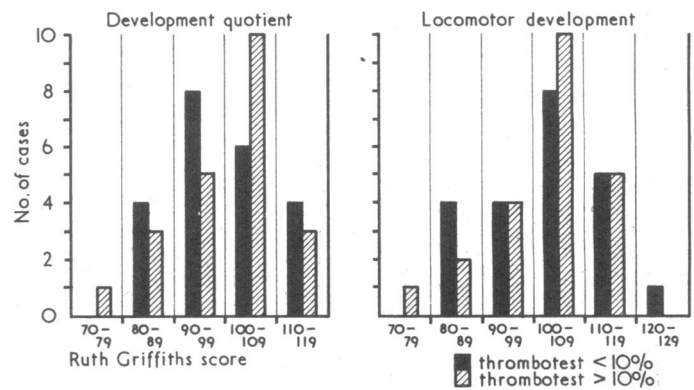 Development quotient
Locomotor development
No. of cases
10
8
6
4
2
0
70–79
80–89
90–99
100–109
110–119
70–79
80–89
90–99
100–109
110–119
120–129
Ruth Griffiths score
thrombotest < 10%
thrombotest > 10%